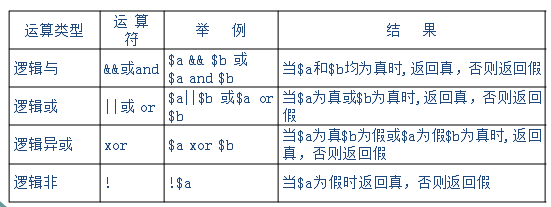 运算类型 运 算 符 举 例 结 果
逻辑与 &&或and $a && $b 或 $a and $b 当$a和$b均为真时, 返回真, 否则返回假
逻辑或 ||或 or $a||$b 或$a or $b 当$a为真或$b为真时, 返回真, 否则返回假
逻辑异或 xor $a xor $b 当$a为真$b为假或$a为假$b为真时, 返回真, 否则返回假
逻辑非 ! !$a 当$a为假时返回真, 否则返回假